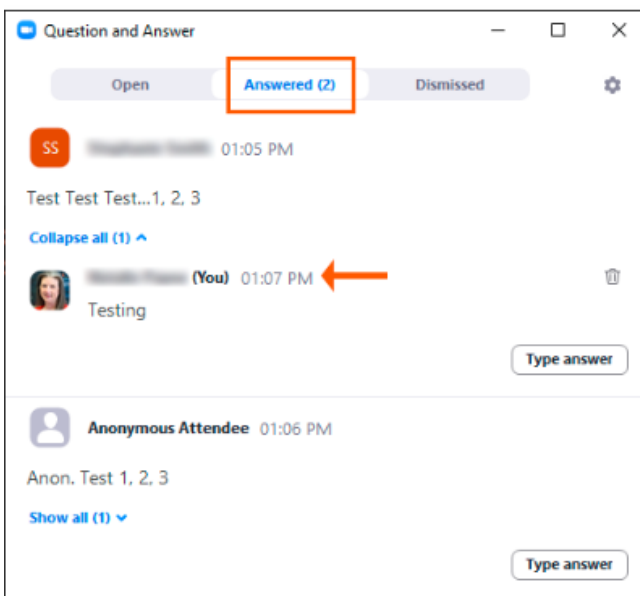 Question and Answer
Open Answered (2) Dismissed
SS 01:05 PM
Test Test Test...1, 2, 3
Collapse all (1)
(You) 01:07 PM
Testing
Type answer
Anonymous Attendee 01:06 PM
Anon. Test 1, 2, 3
Show all (1)
Type answer